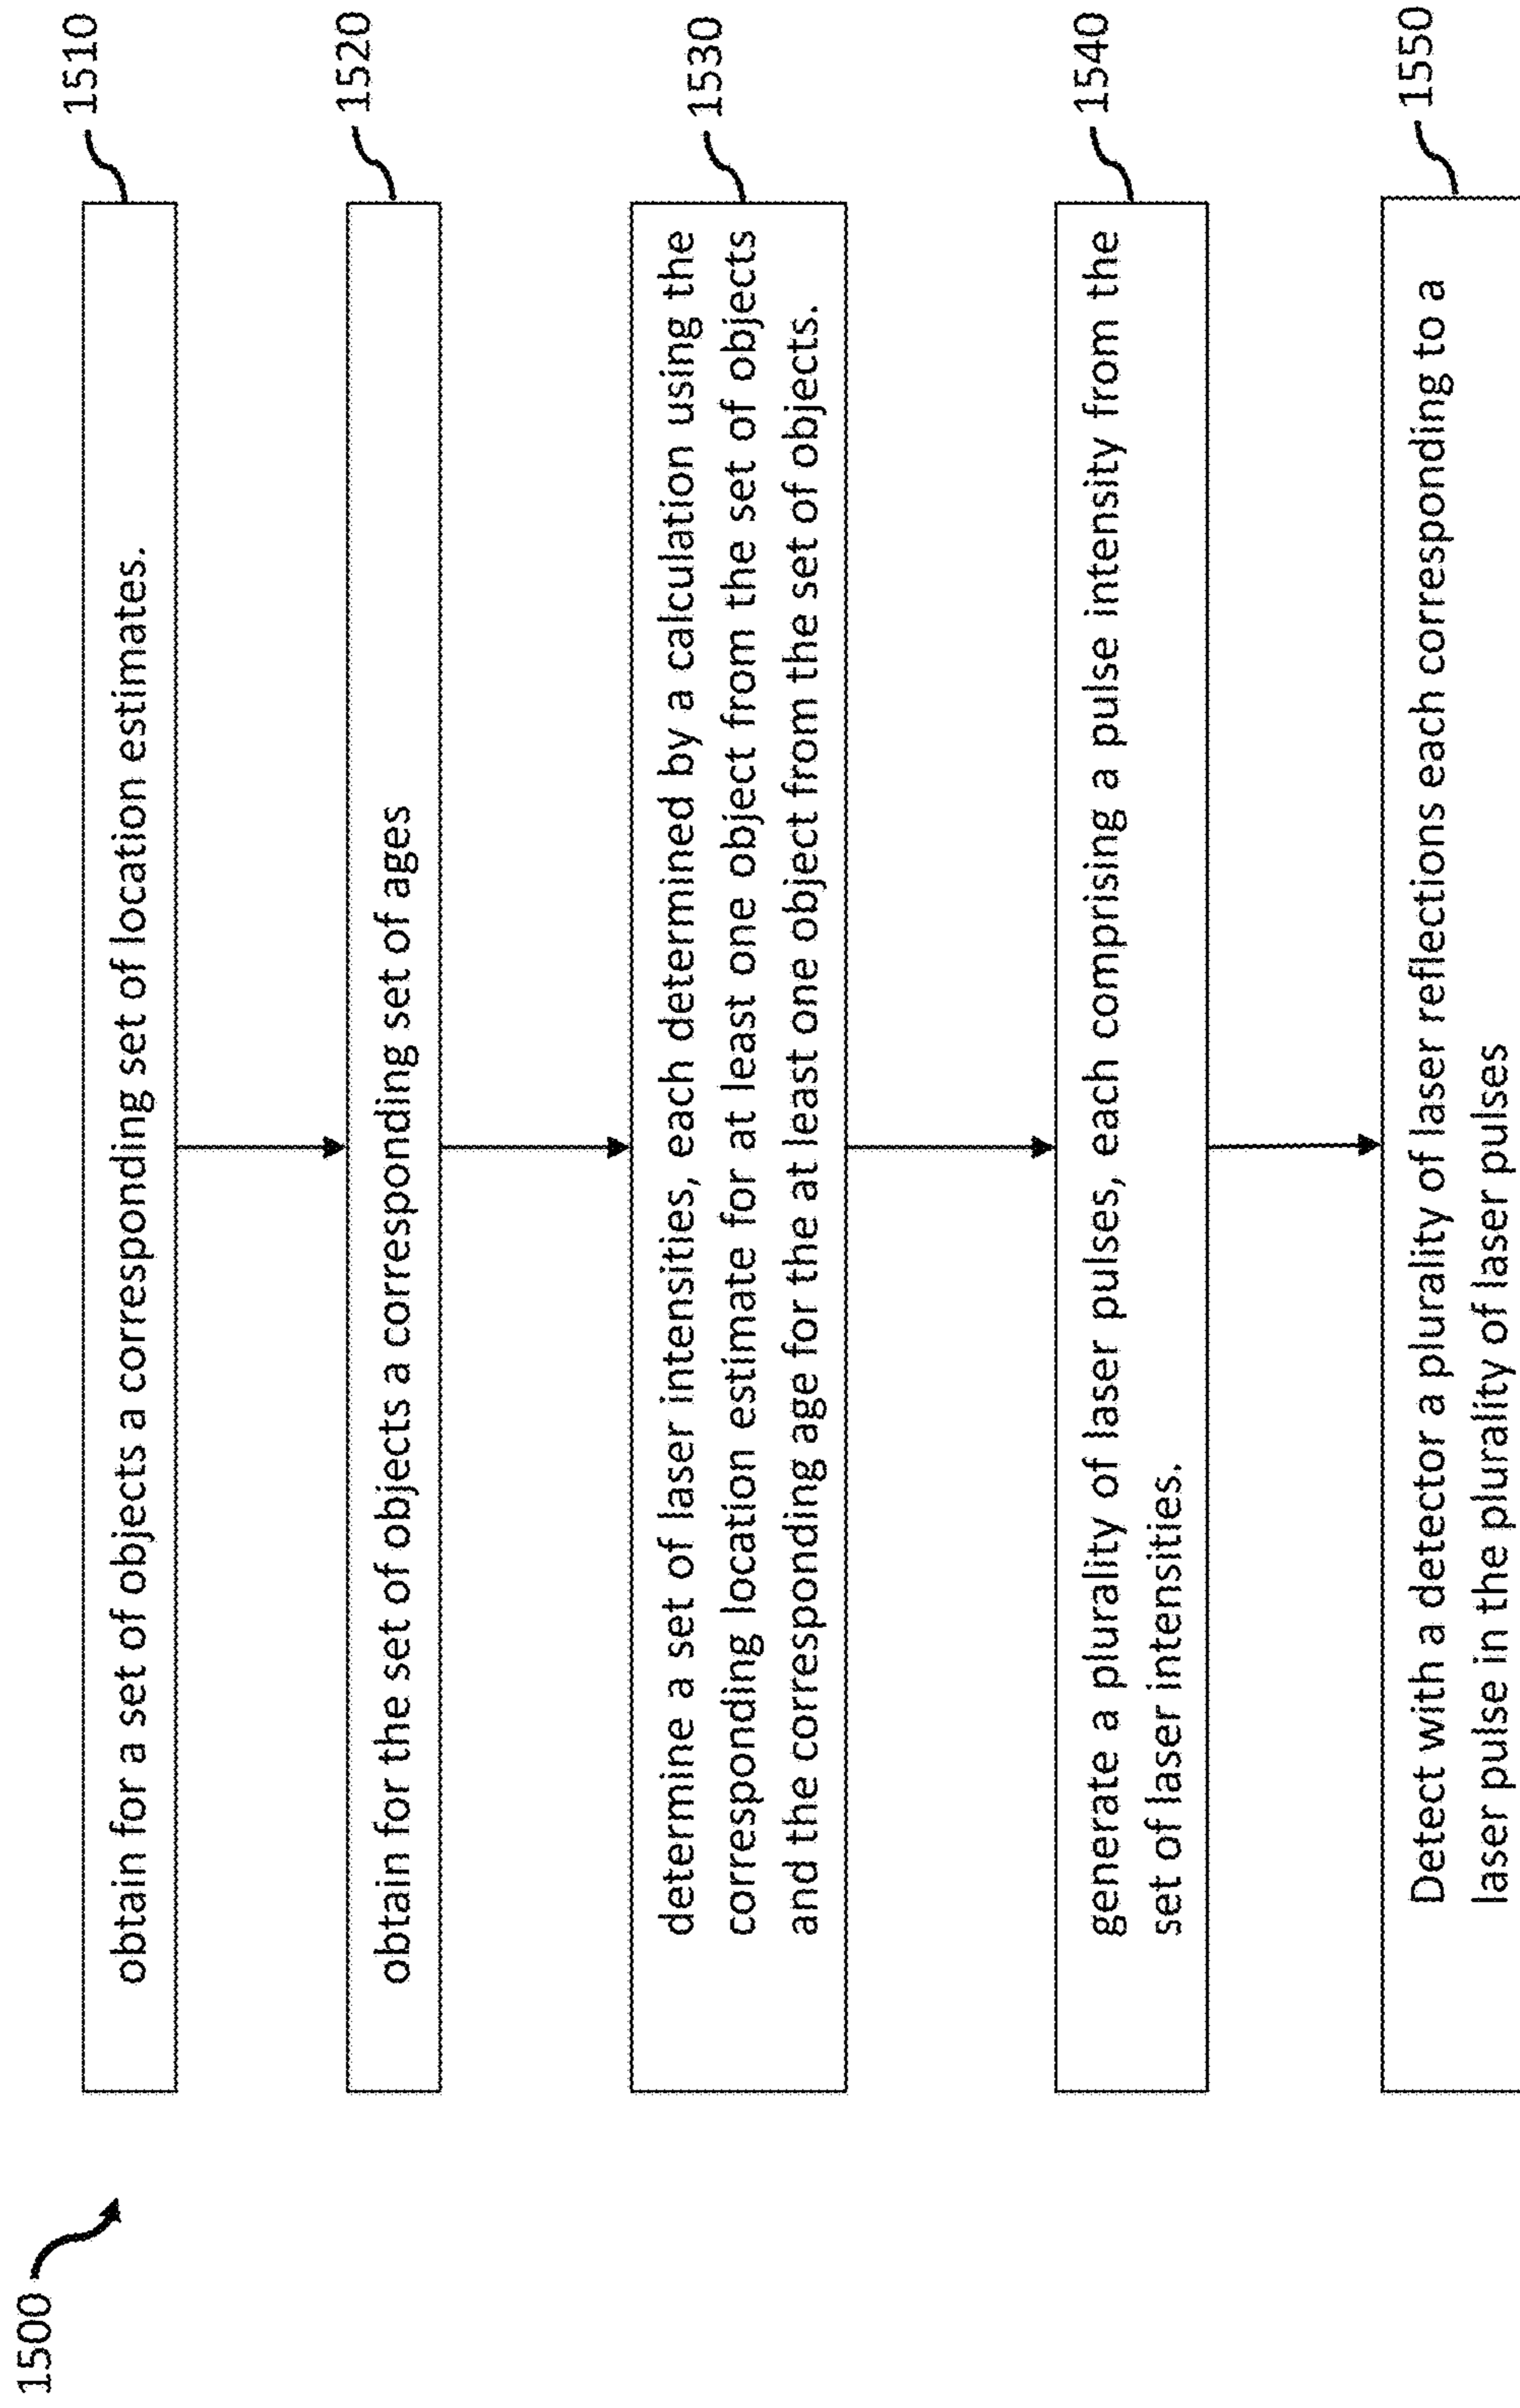 1500
1510
obtain for a set of objects a corresponding set of location estimates.
1520
obtain for the set of objects a corresponding set of ages
1530
determine a set of laser intensities, each determined by a calculation using the
corresponding location estimate for at least one object from the set of objects
and the corresponding age for the at least one object from the set of objects.
1540
generate a plurality of laser pulses, each comprising a pulse intensity from the
set of laser intensities.
1550
Detect with a detector a plurality of laser reflections each corresponding to a
laser pulse in the plurality of laser pulses